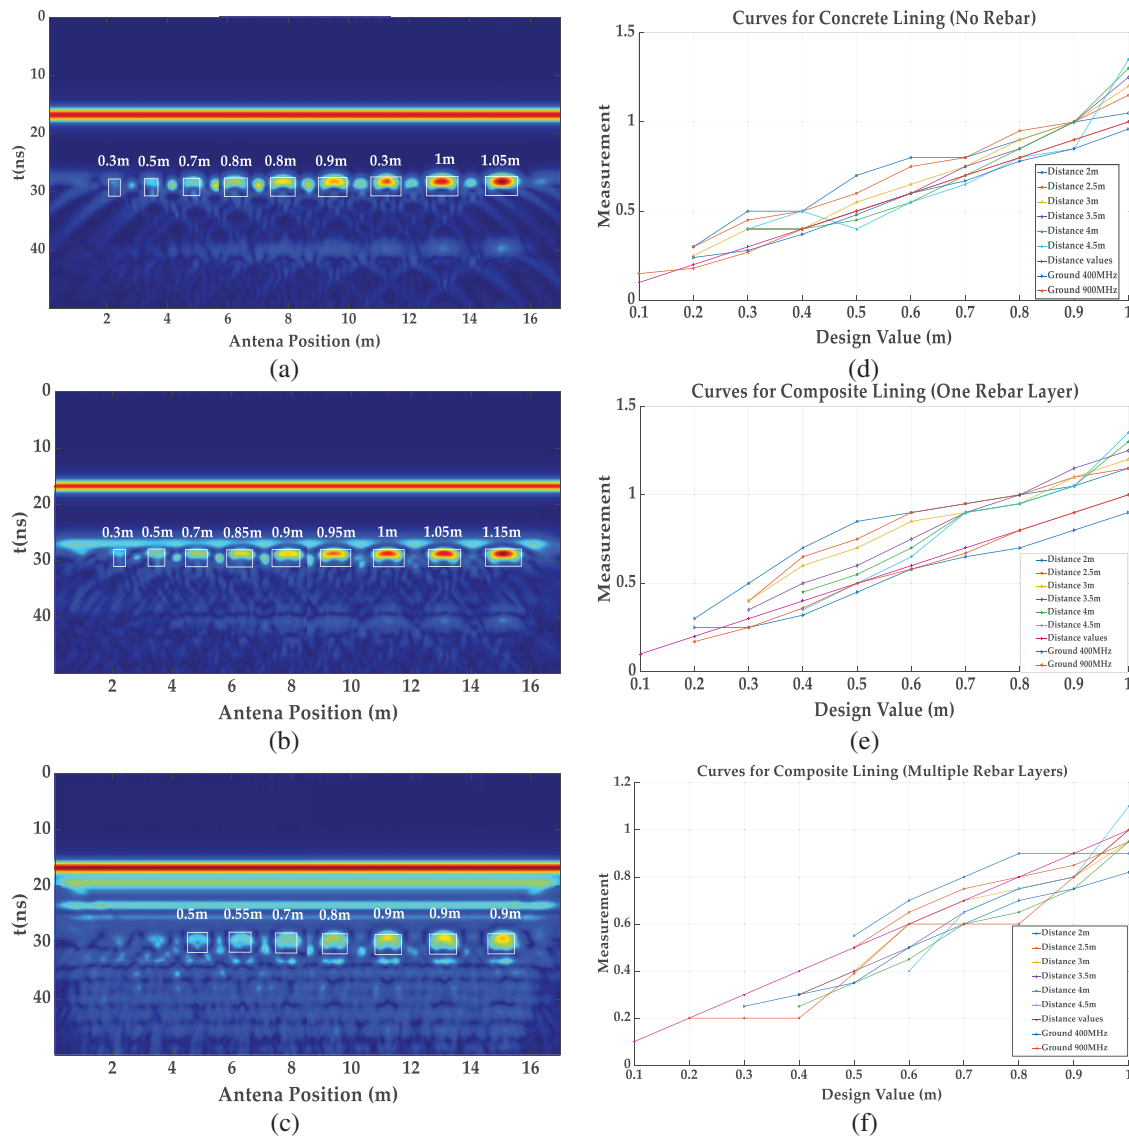 0
10
20
30
40
t(ns)
0.3m 0.5m 0.7m 0.8m 0.8m 0.9m 0.3m 1m 1.05m
2 4 6 8 10 12 14 16
Antena Position (m)
(a)
Curves for Concrete Lining (No Rebar)
1.5
1
0.5
0
Measurement
Distance 2m
Distance 2.5m
Distance 3m
Distance 3.5m
Distance 4m
Distance 4.5m
Distance values
Ground 400MHz
Ground 900MHz
0.1 0.2 0.3 0.4 0.5 0.6 0.7 0.8 0.9 1
Design Value (m)
(d)
0
10
20
30
40
t(ns)
0.3m 0.5m 0.7m 0.85m 0.9m 0.95m 1m 1.05m 1.15m
2 4 6 8 10 12 14 16
Antena Position (m)
(b)
Curves for Composite Lining (One Rebar Layer)
1.5
1
0.5
0
Measurement
Distance 2m
Distance 2.5m
Distance 3m
Distance 3.5m
Distance 4m
Distance 4.5m
Distance values
Ground 400MHz
Ground 900MHz
0.1 0.2 0.3 0.4 0.5 0.6 0.7 0.8 0.9 1
Design Value (m)
(e)
0
10
20
30
40
t(ns)
0.5m 0.55m 0.7m 0.8m 0.9m 0.9m 0.9m
2 4 6 8 10 12 14 16
Antena Position (m)
(c)
Curves for Composite Lining (Multiple Rebar Layers)
1.2
1
0.8
0.6
0.4
0.2
0
Measurement
Distance 2m
Distance 2.5m
Distance 3m
Distance 3.5m
Distance 4m
Distance 4.5m
Distance values
Ground 400MHz
Ground 900MHz
0.1 0.2 0.3 0.4 0.5 0.6 0.7 0.8 0.9 1
Design Value (m)
(f)